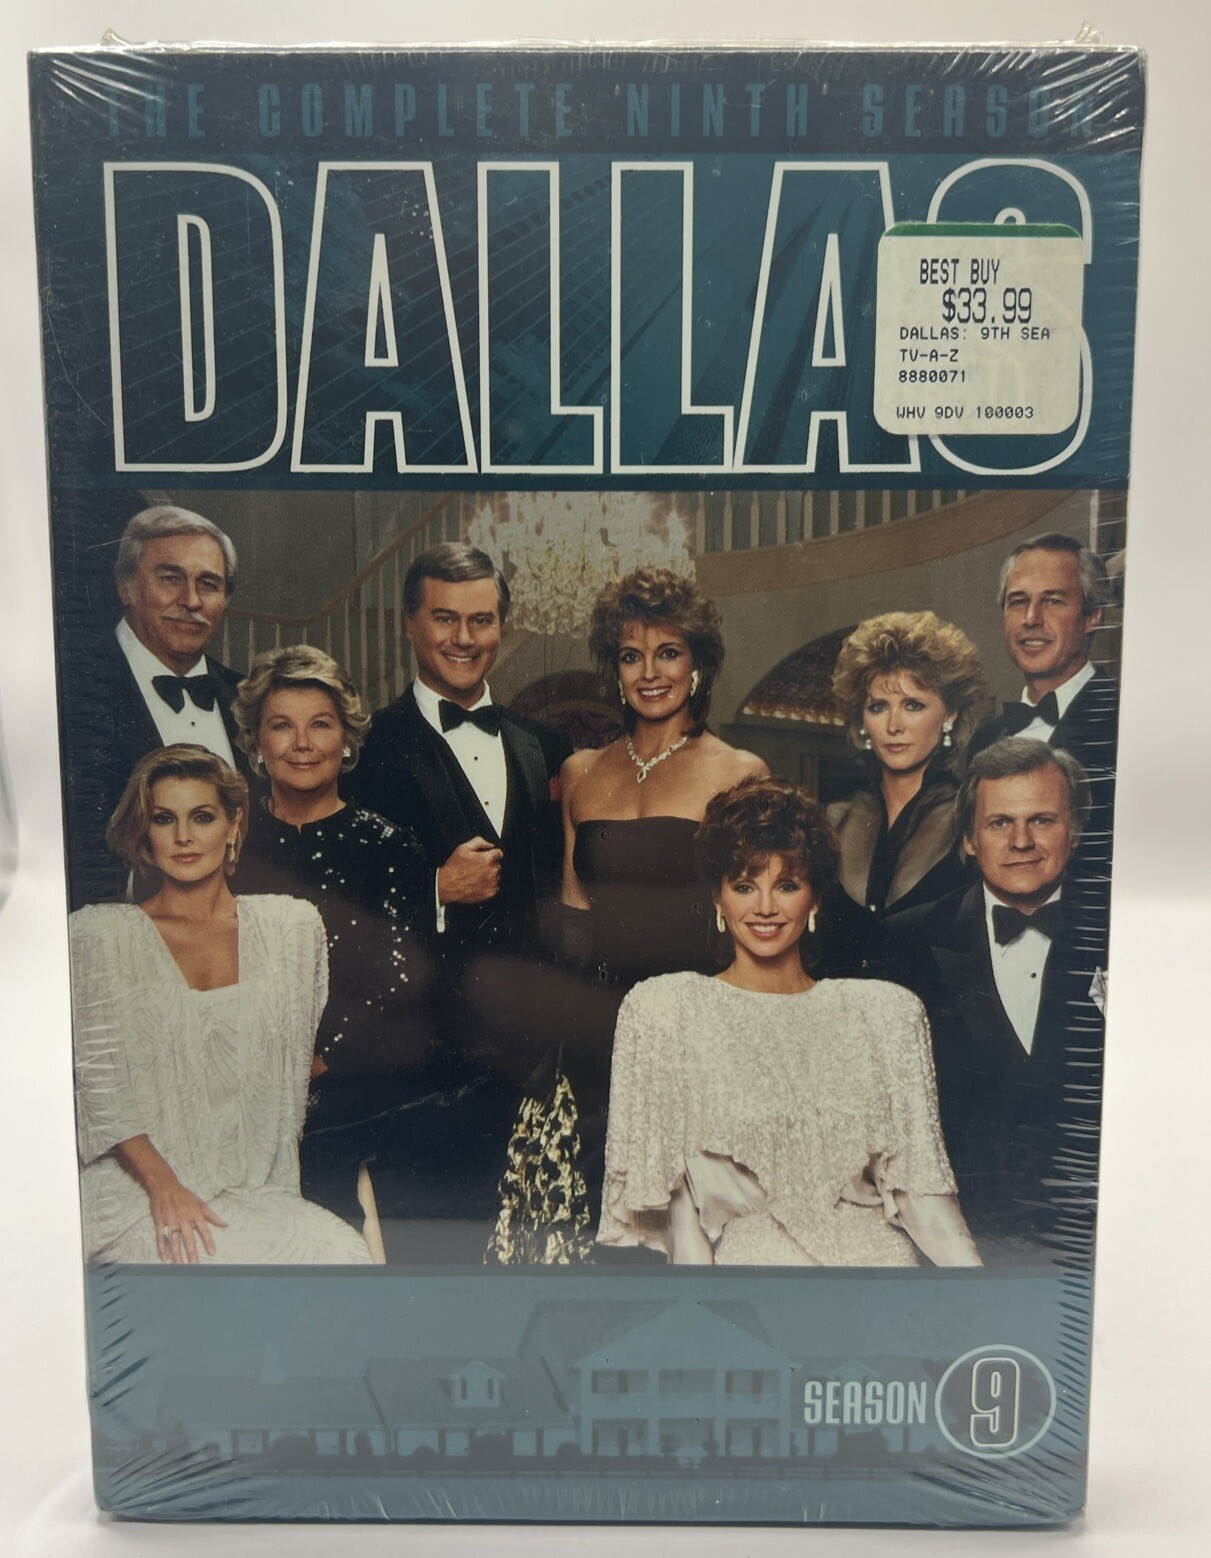 THE COMPLETE NINTH SEASON
DALLAS
BEST BUY
$33.99
DALLAS: 9TH SEA
TV-A-Z
8880071
WHV 9DV 100003
SEASON 9